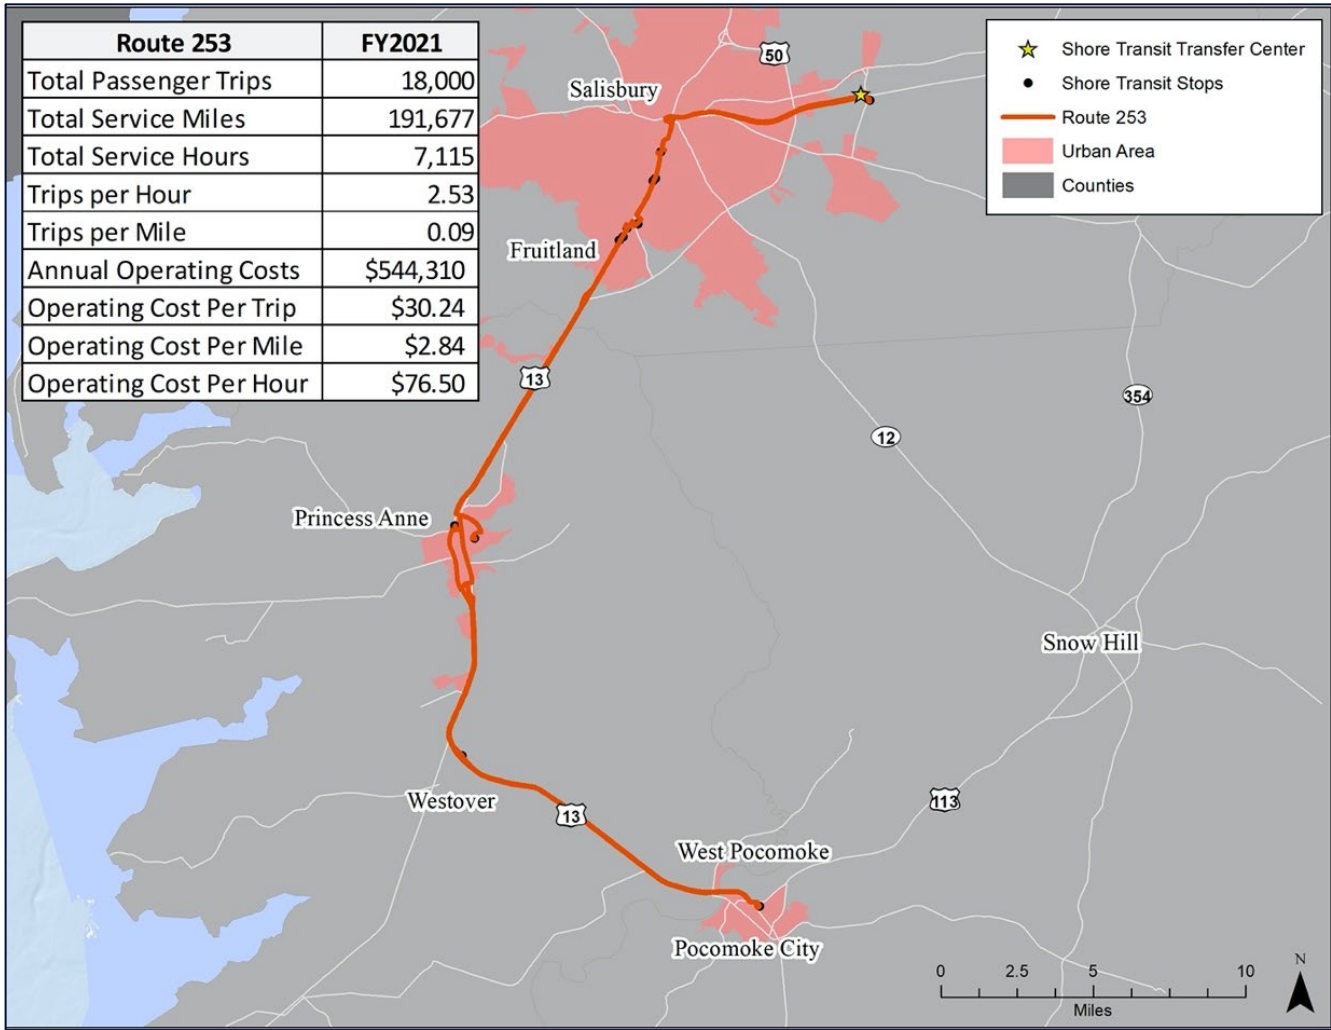 Route 253 FY2021
Total Passenger Trips 18,000
Total Service Miles 191,677
Total Service Hours 7,115
Trips per Hour 2.53
Trips per Mile 0.09
Annual Operating Costs $544,310
Operating Cost Per Trip $30.24
Operating Cost Per Mile $2.84
Operating Cost Per Hour $76.50
Shore Transit Transfer Center
Shore Transit Stops
Route 253
Urban Area
Counties
50
Salisbury
Fruitland
13
354
12
Princess Anne
Snow Hill
Westover
13
113
West Pocomoke
Pocomoke City
0 2.5 5 10
Miles
N